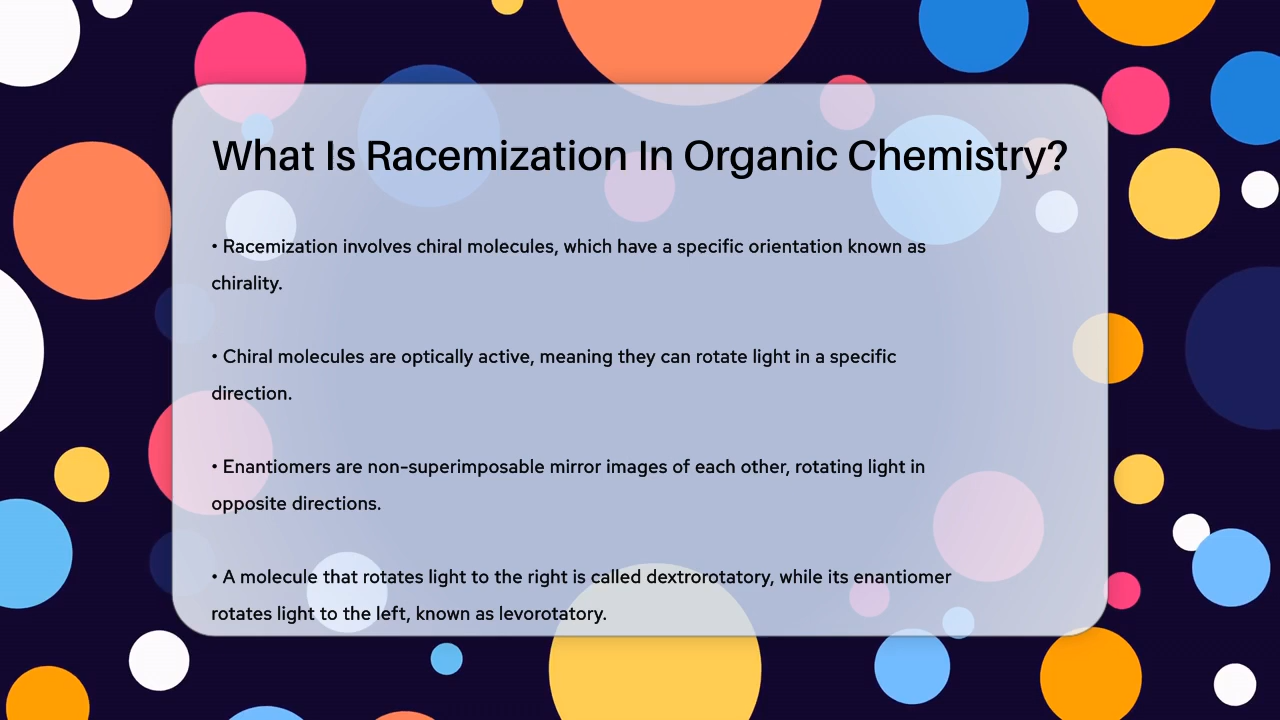 What Is Racemization In Organic Chemistry?
• Racemization involves chiral molecules, which have a specific orientation known as
chirality.
• Chiral molecules are optically active, meaning they can rotate light in a specific
direction.
• Enantiomers are non-superimposable mirror images of each other, rotating light in
opposite directions.
• A molecule that rotates light to the right is called dextrorotatory, while its enantiomer
rotates light to the left, known as levorotatory.